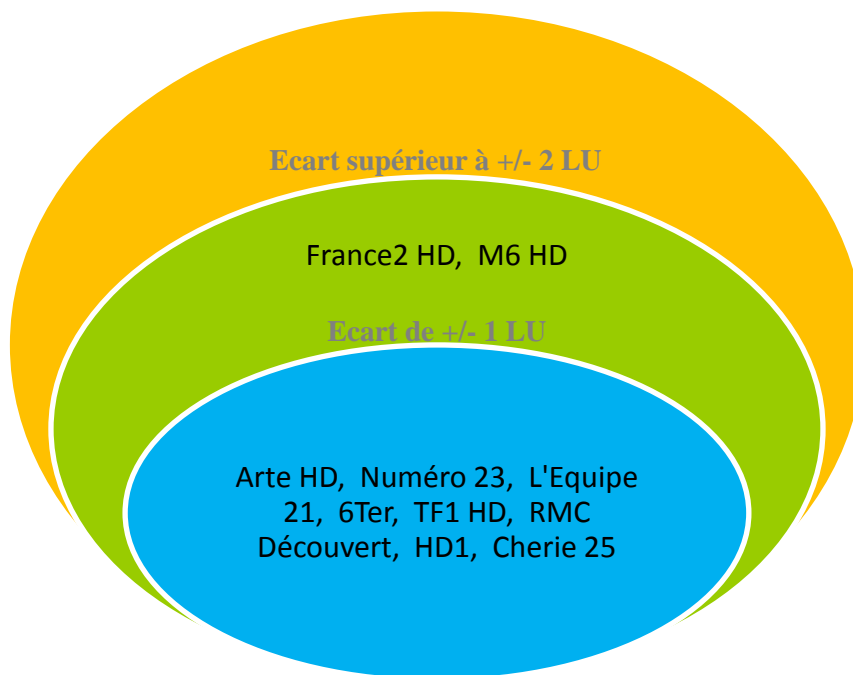 Ecart supérieur à +/- 2 LU
France2 HD, M6 HD
Ecart de +/- 1 LU
Arte HD, Numéro 23, L'Equipe
21, 6Ter, TF1 HD, RMC
Découvert, HD1, Cherie 25